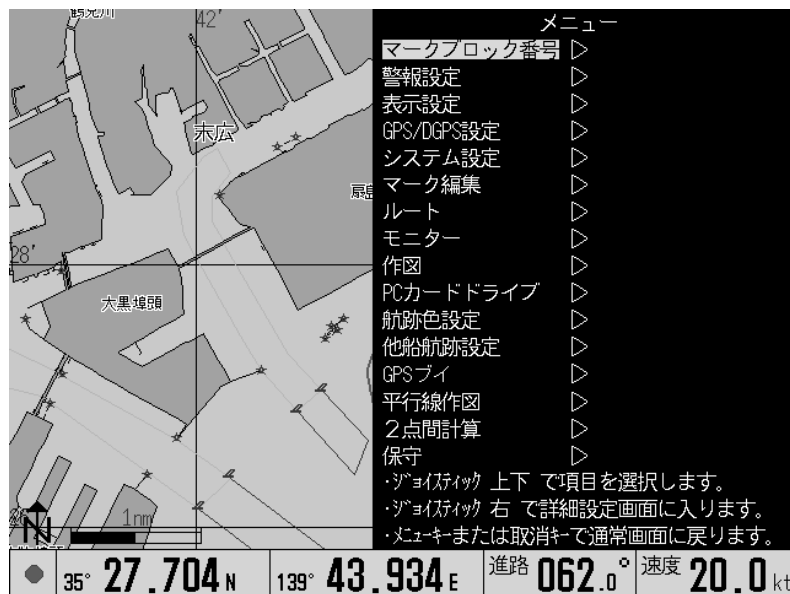 鶴見川
42'
末広
扇島
28'
大黒埠頭
N
1nm
メニュー
マークブロック番号 ▷
警報設定 ▷
表示設定 ▷
GPS/DGPS設定 ▷
システム設定 ▷
マーク編集 ▷
ルート ▷
モニター ▷
作図 ▷
PCカードドライブ ▷
航跡色設定 ▷
他船航跡設定 ▷
GPSブイ ▷
平行線作図 ▷
2点間計算 ▷
保守 ▷
・ジョイスティック 上下 で項目を選択します。
・ジョイスティック 右 で詳細設定画面に入ります。
・メニューキーまたは取消キーで通常画面に戻ります。
35° 27.704 N
139° 43.934 E
進路 062.0°
速度 20.0 kt